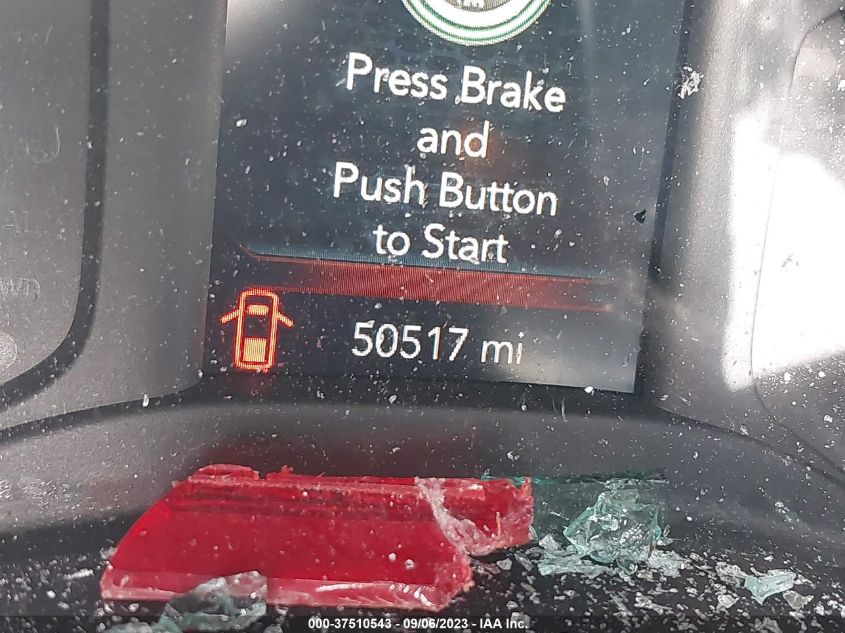 Press Brake
and
Push Button
to Start
50517 mi
000-37510543 - 09/06/2023 - IAA Inc.